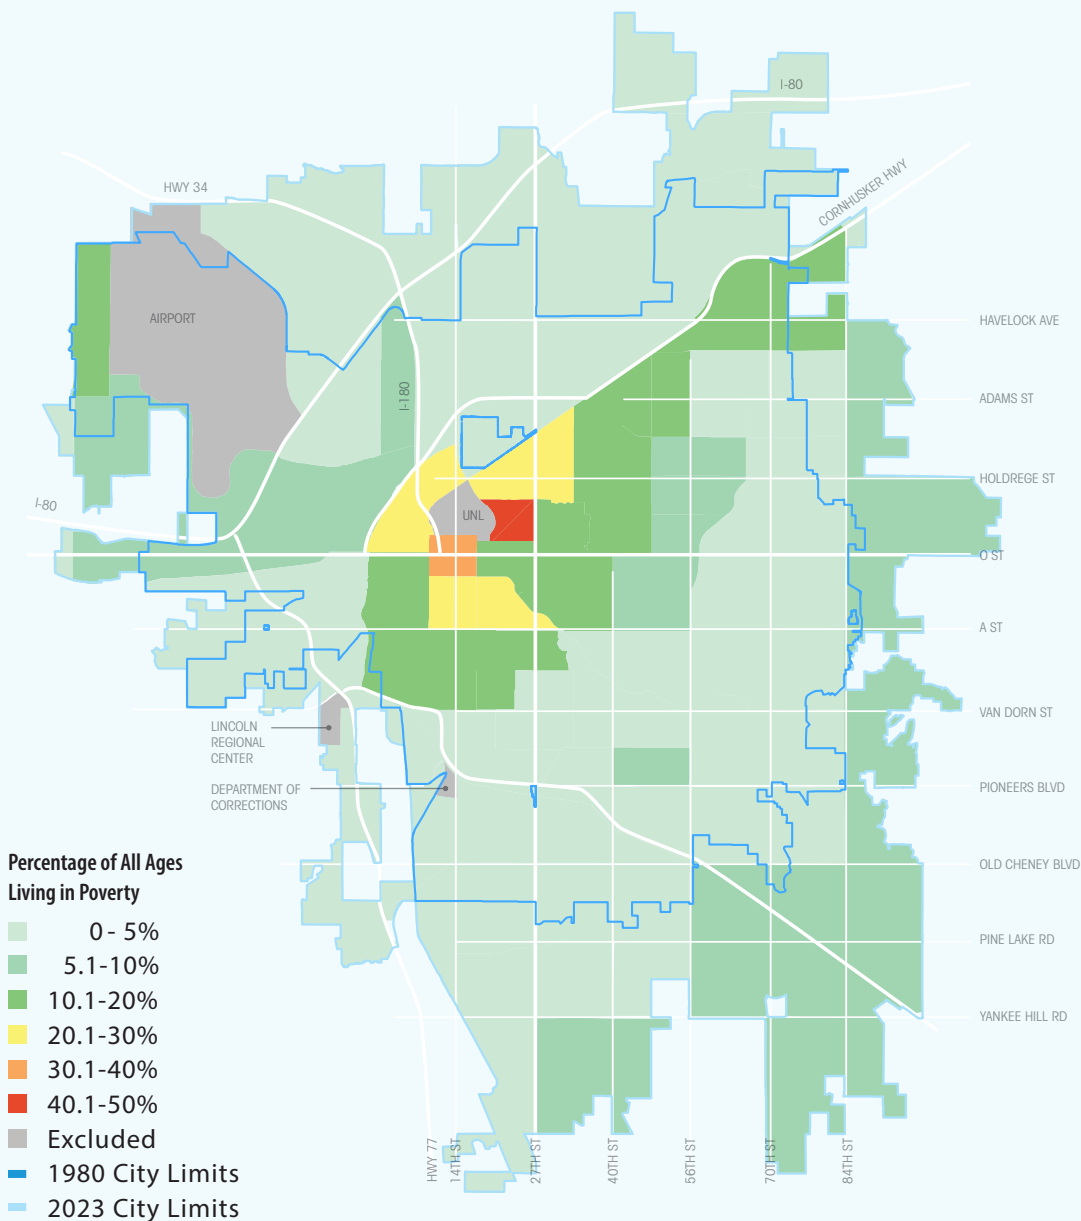 I-80
HWY 34
CORNHUSKER HWY
AIRPORT
HAVELOCK AVE
I-180
ADAMS ST
HOLDREGE ST
I-80
UNL
O ST
A ST
VAN DORN ST
LINCOLN
REGIONAL
CENTER
PIONEERS BLVD
DEPARTMENT OF
CORRECTIONS
OLD CHENEY BLVD
PINE LAKE RD
YANKEE HILL RD
HWY 77
14TH ST
27TH ST
40TH ST
56TH ST
70TH ST
84TH ST
Percentage of All Ages
Living in Poverty
0 - 5%
5.1-10%
10.1-20%
20.1-30%
30.1-40%
40.1-50%
Excluded
1980 City Limits
2023 City Limits